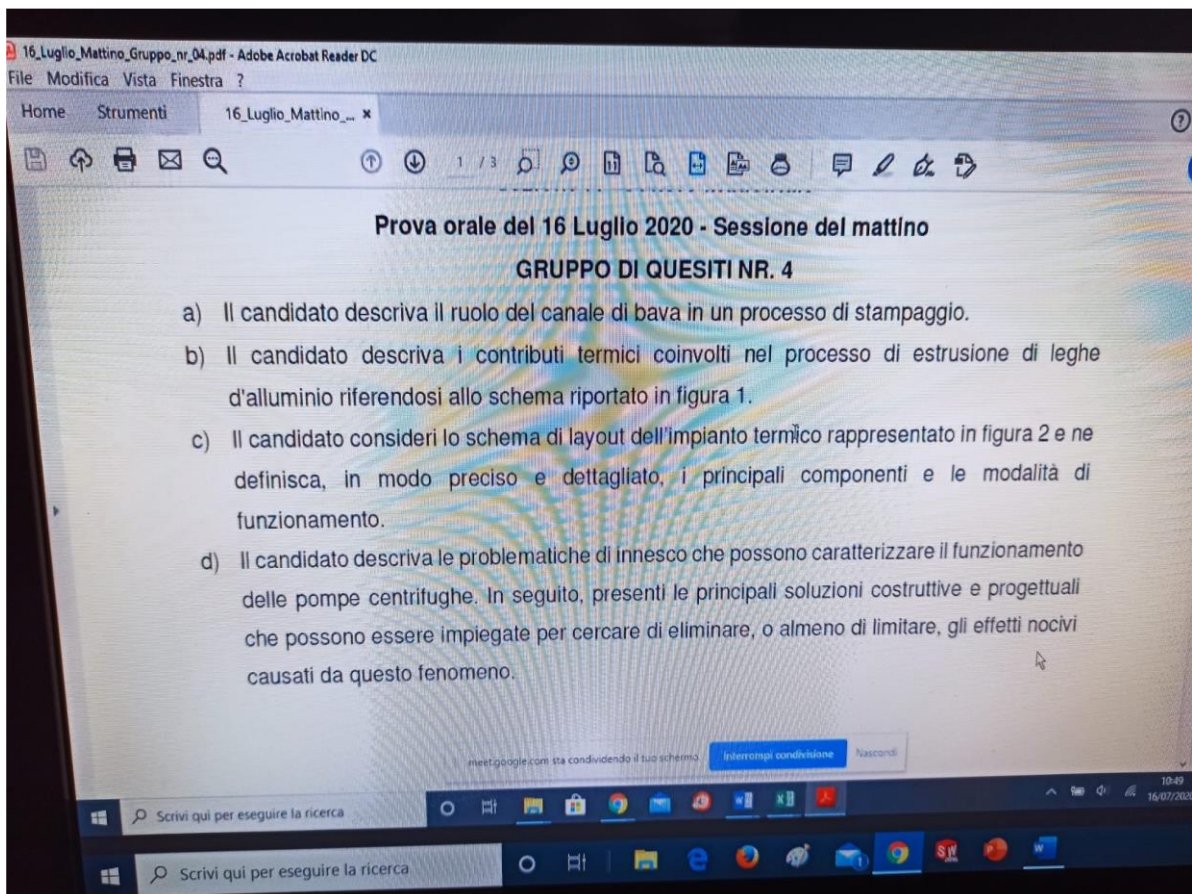 16_Luglio_Mattino_Gruppo_nr_04.pdf - Adobe Acrobat Reader DC
File Modifica Vista Finestra ?
Home Strumenti 16_Luglio_Mattino_... ×
1 / 3
Prova orale del 16 Luglio 2020 - Sessione del mattino
GRUPPO DI QUESITI NR. 4
a) Il candidato descriva il ruolo del canale di bava in un processo di stampaggio.
b) Il candidato descriva i contributi termici coinvolti nel processo di estrusione di leghe
d'alluminio riferendosi allo schema riportato in figura 1.
c) Il candidato consideri lo schema di layout dell'impianto termico rappresentato in figura 2 e ne
definisca, in modo preciso e dettagliato, i principali componenti e le modalità di
funzionamento.
d) Il candidato descriva le problematiche di innesco che possono caratterizzare il funzionamento
delle pompe centrifughe. In seguito, presenti le principali soluzioni costruttive e progettuali
che possono essere impiegate per cercare di eliminare, o almeno di limitare, gli effetti nocivi
causati da questo fenomeno.
meet.google.com sta condividendo il tuo schermo. Interrompi condivisione Nascondi
Scrivi qui per eseguire la ricerca
10:49
16/07/2020
Scrivi qui per eseguire la ricerca